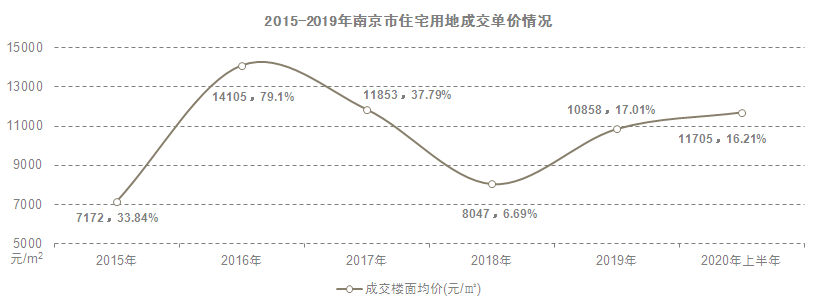 2015-2019年南京市住宅用地成交单价情况
15000
13000
11000
9000
7000
5000
元/m²
14105，79.1%
11853，37.79%
10858，17.01%
11705，16.21%
7172，33.84%
8047，6.69%
2015年
2016年
2017年
2018年
2019年
2020年上半年
成交楼面均价(元/㎡)